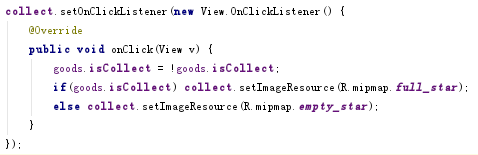 collect.setOnClickListener(new View.OnClickListener() {
@Override
public void onClick(View v) {
goods.isCollect = !goods.isCollect;
if(goods.isCollect) collect.setImageResource(R.mipmap.full_star);
else collect.setImageResource(R.mipmap.empty_star);
}
});